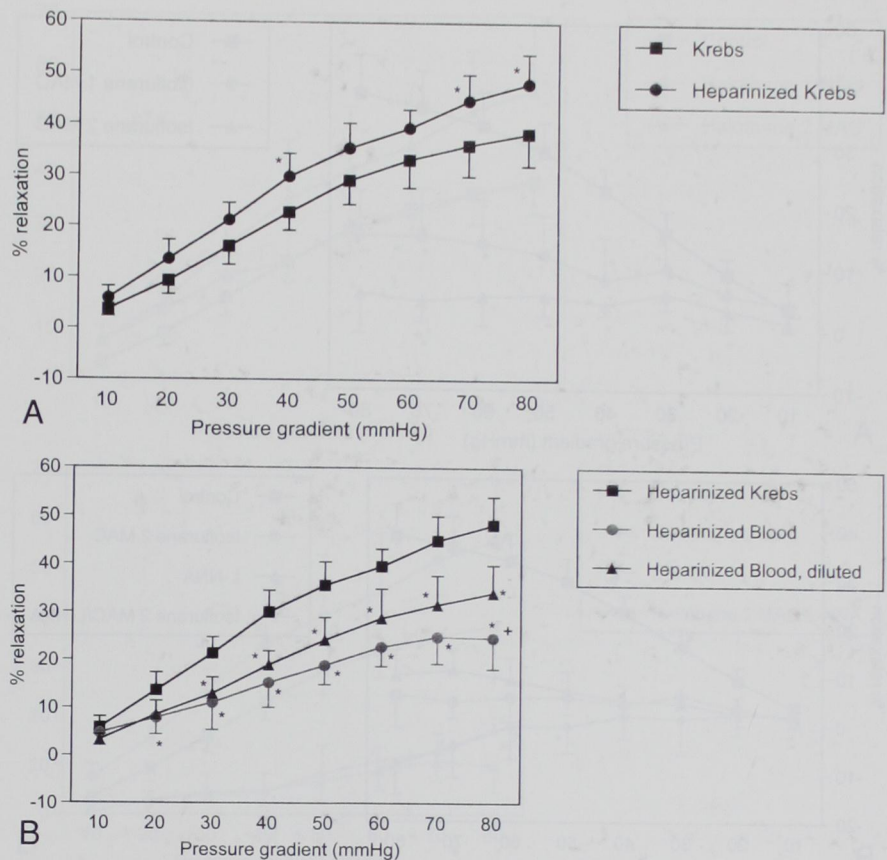 60
50
40
30
20
10
0
-10
% relaxation
* * *
10 20 30 40 50 60 70 80
Pressure gradient (mmHg)
A
Krebs
Heparinized Krebs
60
50
40
30
20
10
0
-10
% relaxation
* * * * * * * * * * * * * * +
10 20 30 40 50 60 70 80
Pressure gradient (mmHg)
B
Heparinized Krebs
Heparinized Blood
Heparinized Blood, diluted